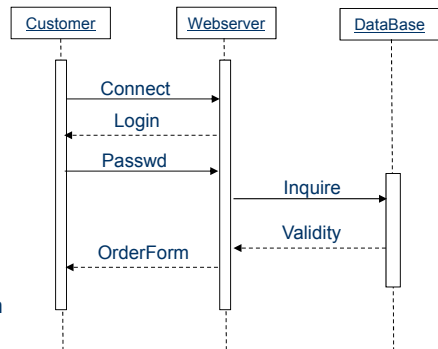 Customer
Webserver
DataBase
Connect
Login
Passwd
Inquire
Validity
OrderForm